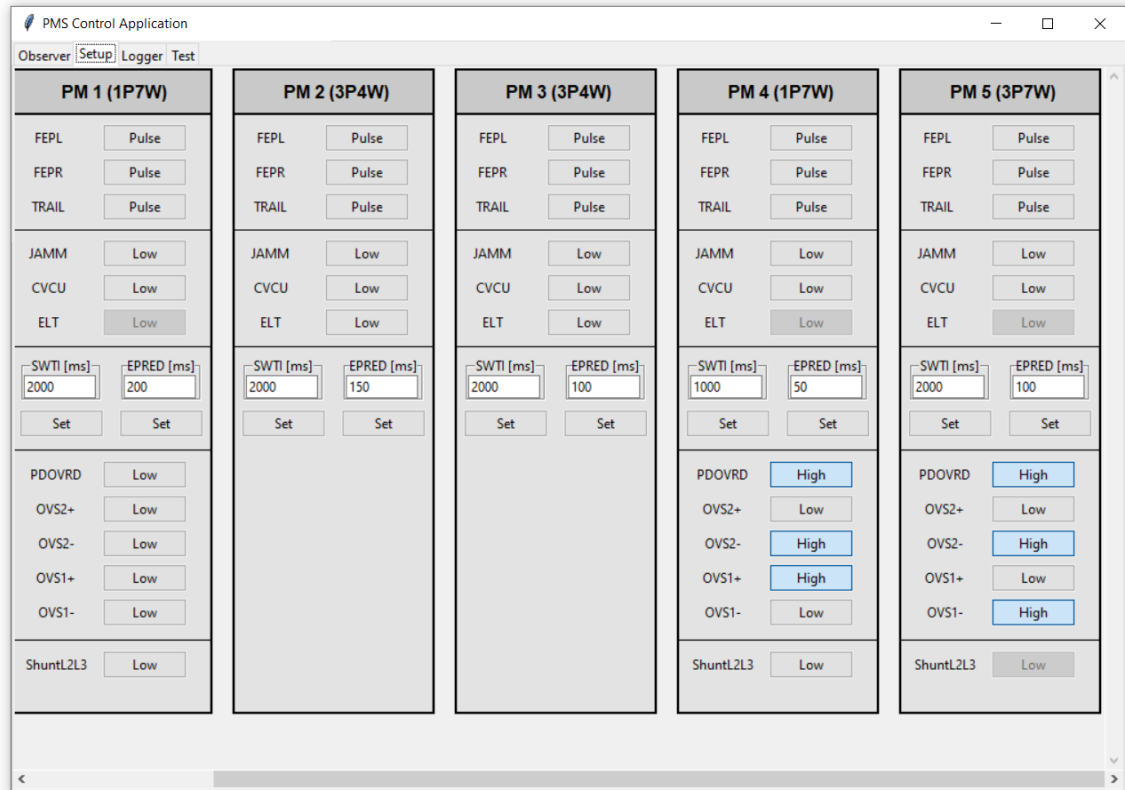 PMS Control Application
Observer Setup Logger Test
PM 1 (1P7W) PM 2 (3P4W) PM 3 (3P4W) PM 4 (1P7W) PM 5 (3P7W)
FEPL Pulse FEPL Pulse FEPL Pulse FEPL Pulse FEPL Pulse
FEPR Pulse FEPR Pulse FEPR Pulse FEPR Pulse FEPR Pulse
TRAIL Pulse TRAIL Pulse TRAIL Pulse TRAIL Pulse TRAIL Pulse
JAMM Low JAMM Low JAMM Low JAMM Low JAMM Low
CVCU Low CVCU Low CVCU Low CVCU Low CVCU Low
ELT Low ELT Low ELT Low ELT Low ELT Low
SWTI [ms] EPRED [ms] SWTI [ms] EPRED [ms] SWTI [ms] EPRED [ms] SWTI [ms] EPRED [ms] SWTI [ms] EPRED [ms]
2000 200 2000 150 2000 100 1000 50 2000 100
Set Set Set Set Set Set Set Set Set Set
PDOVRD Low PDOVRD High PDOVRD High
OVS2+ Low OVS2+ Low OVS2+ Low
OVS2- Low OVS2- High OVS2- High
OVS1+ Low OVS1+ High OVS1+ Low
OVS1- Low OVS1- Low OVS1- High
ShuntL2L3 Low ShuntL2L3 Low ShuntL2L3 Low